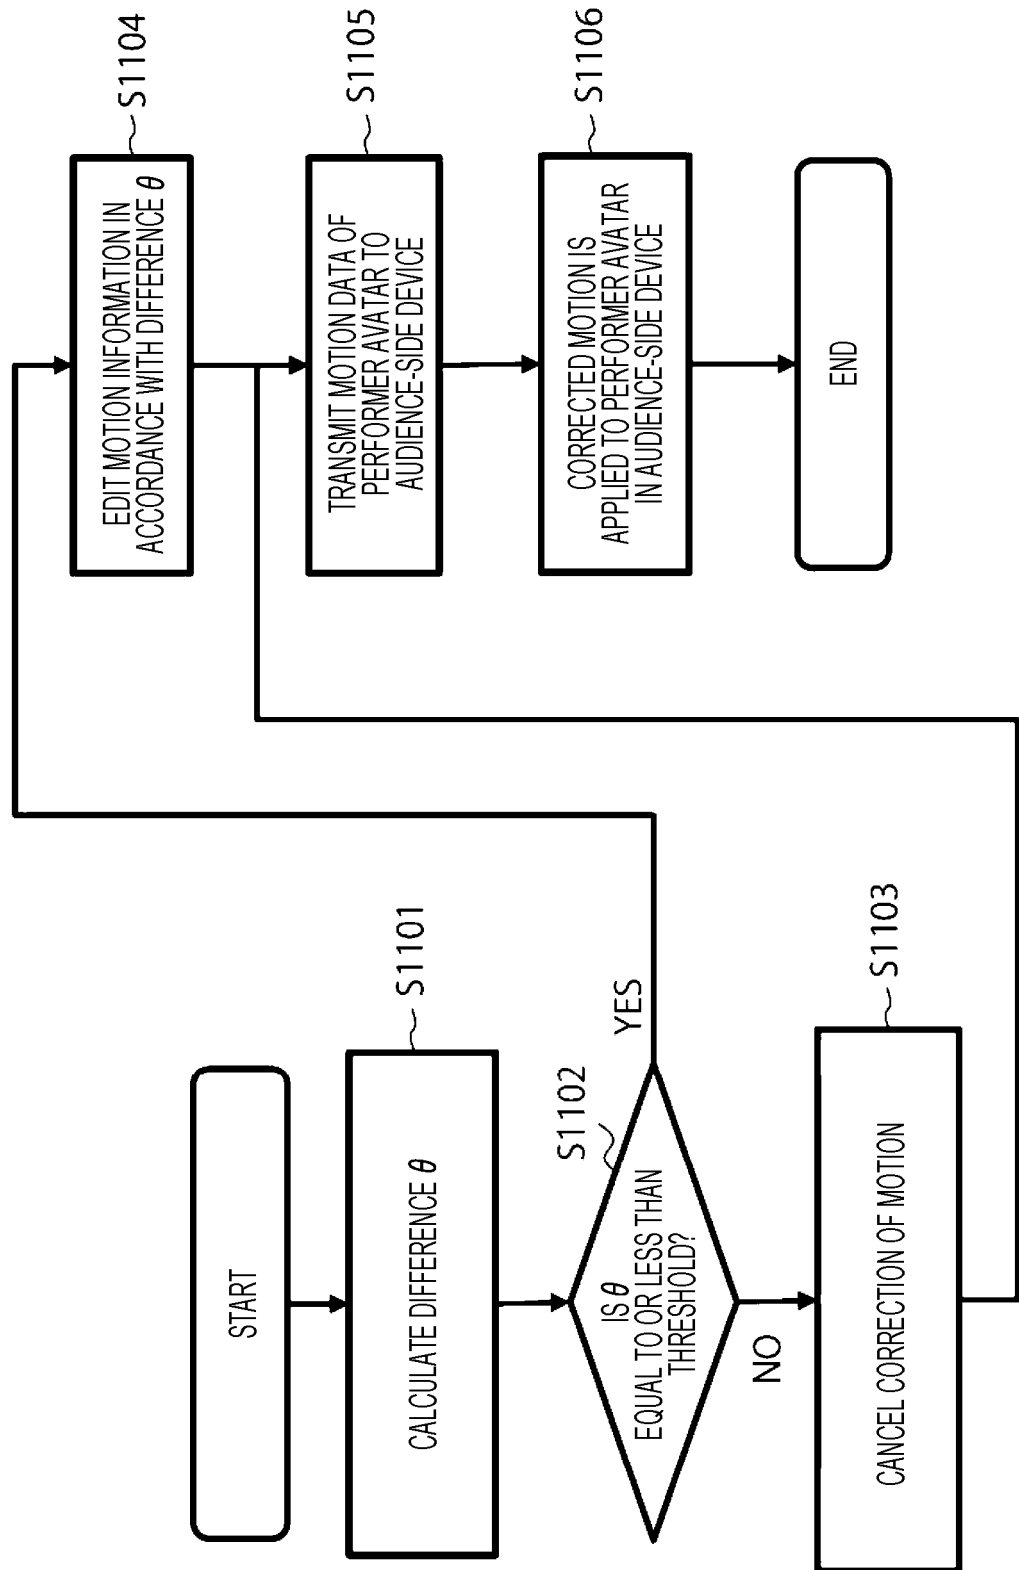 START
CALCULATE DIFFERENCE θ
S1101
IS θ
EQUAL TO OR LESS THAN
THRESHOLD?
S1102
YES
NO
CANCEL CORRECTION OF MOTION
S1103
EDIT MOTION INFORMATION IN
ACCORDANCE WITH DIFFERENCE θ
S1104
TRANSMIT MOTION DATA OF
PERFORMER AVATAR TO
AUDIENCE-SIDE DEVICE
S1105
CORRECTED MOTION IS
APPLIED TO PERFORMER AVATAR
IN AUDIENCE-SIDE DEVICE
S1106
END